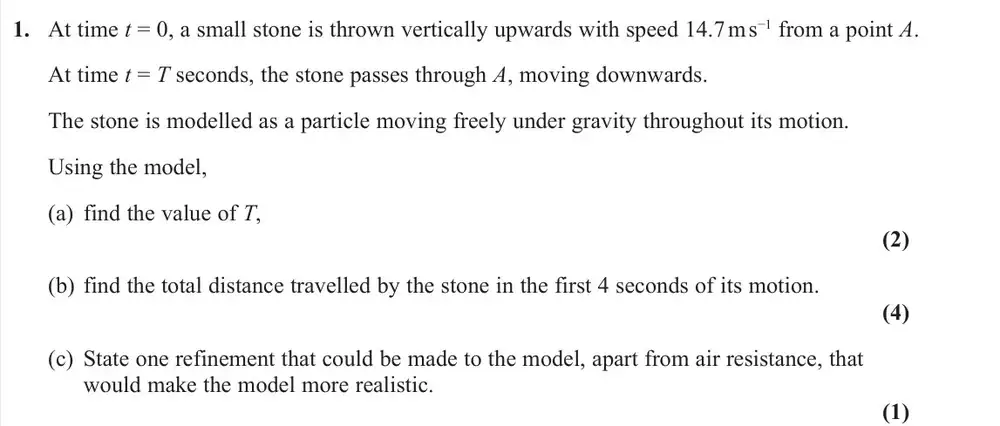 1. At time t = 0, a small stone is thrown vertically upwards with speed 14.7 m s⁻¹ from a point A.
At time t = T seconds, the stone passes through A, moving downwards.
The stone is modelled as a particle moving freely under gravity throughout its motion.
Using the model,
(a) find the value of T,
(2)
(b) find the total distance travelled by the stone in the first 4 seconds of its motion.
(4)
(c) State one refinement that could be made to the model, apart from air resistance, that
would make the model more realistic.
(1)